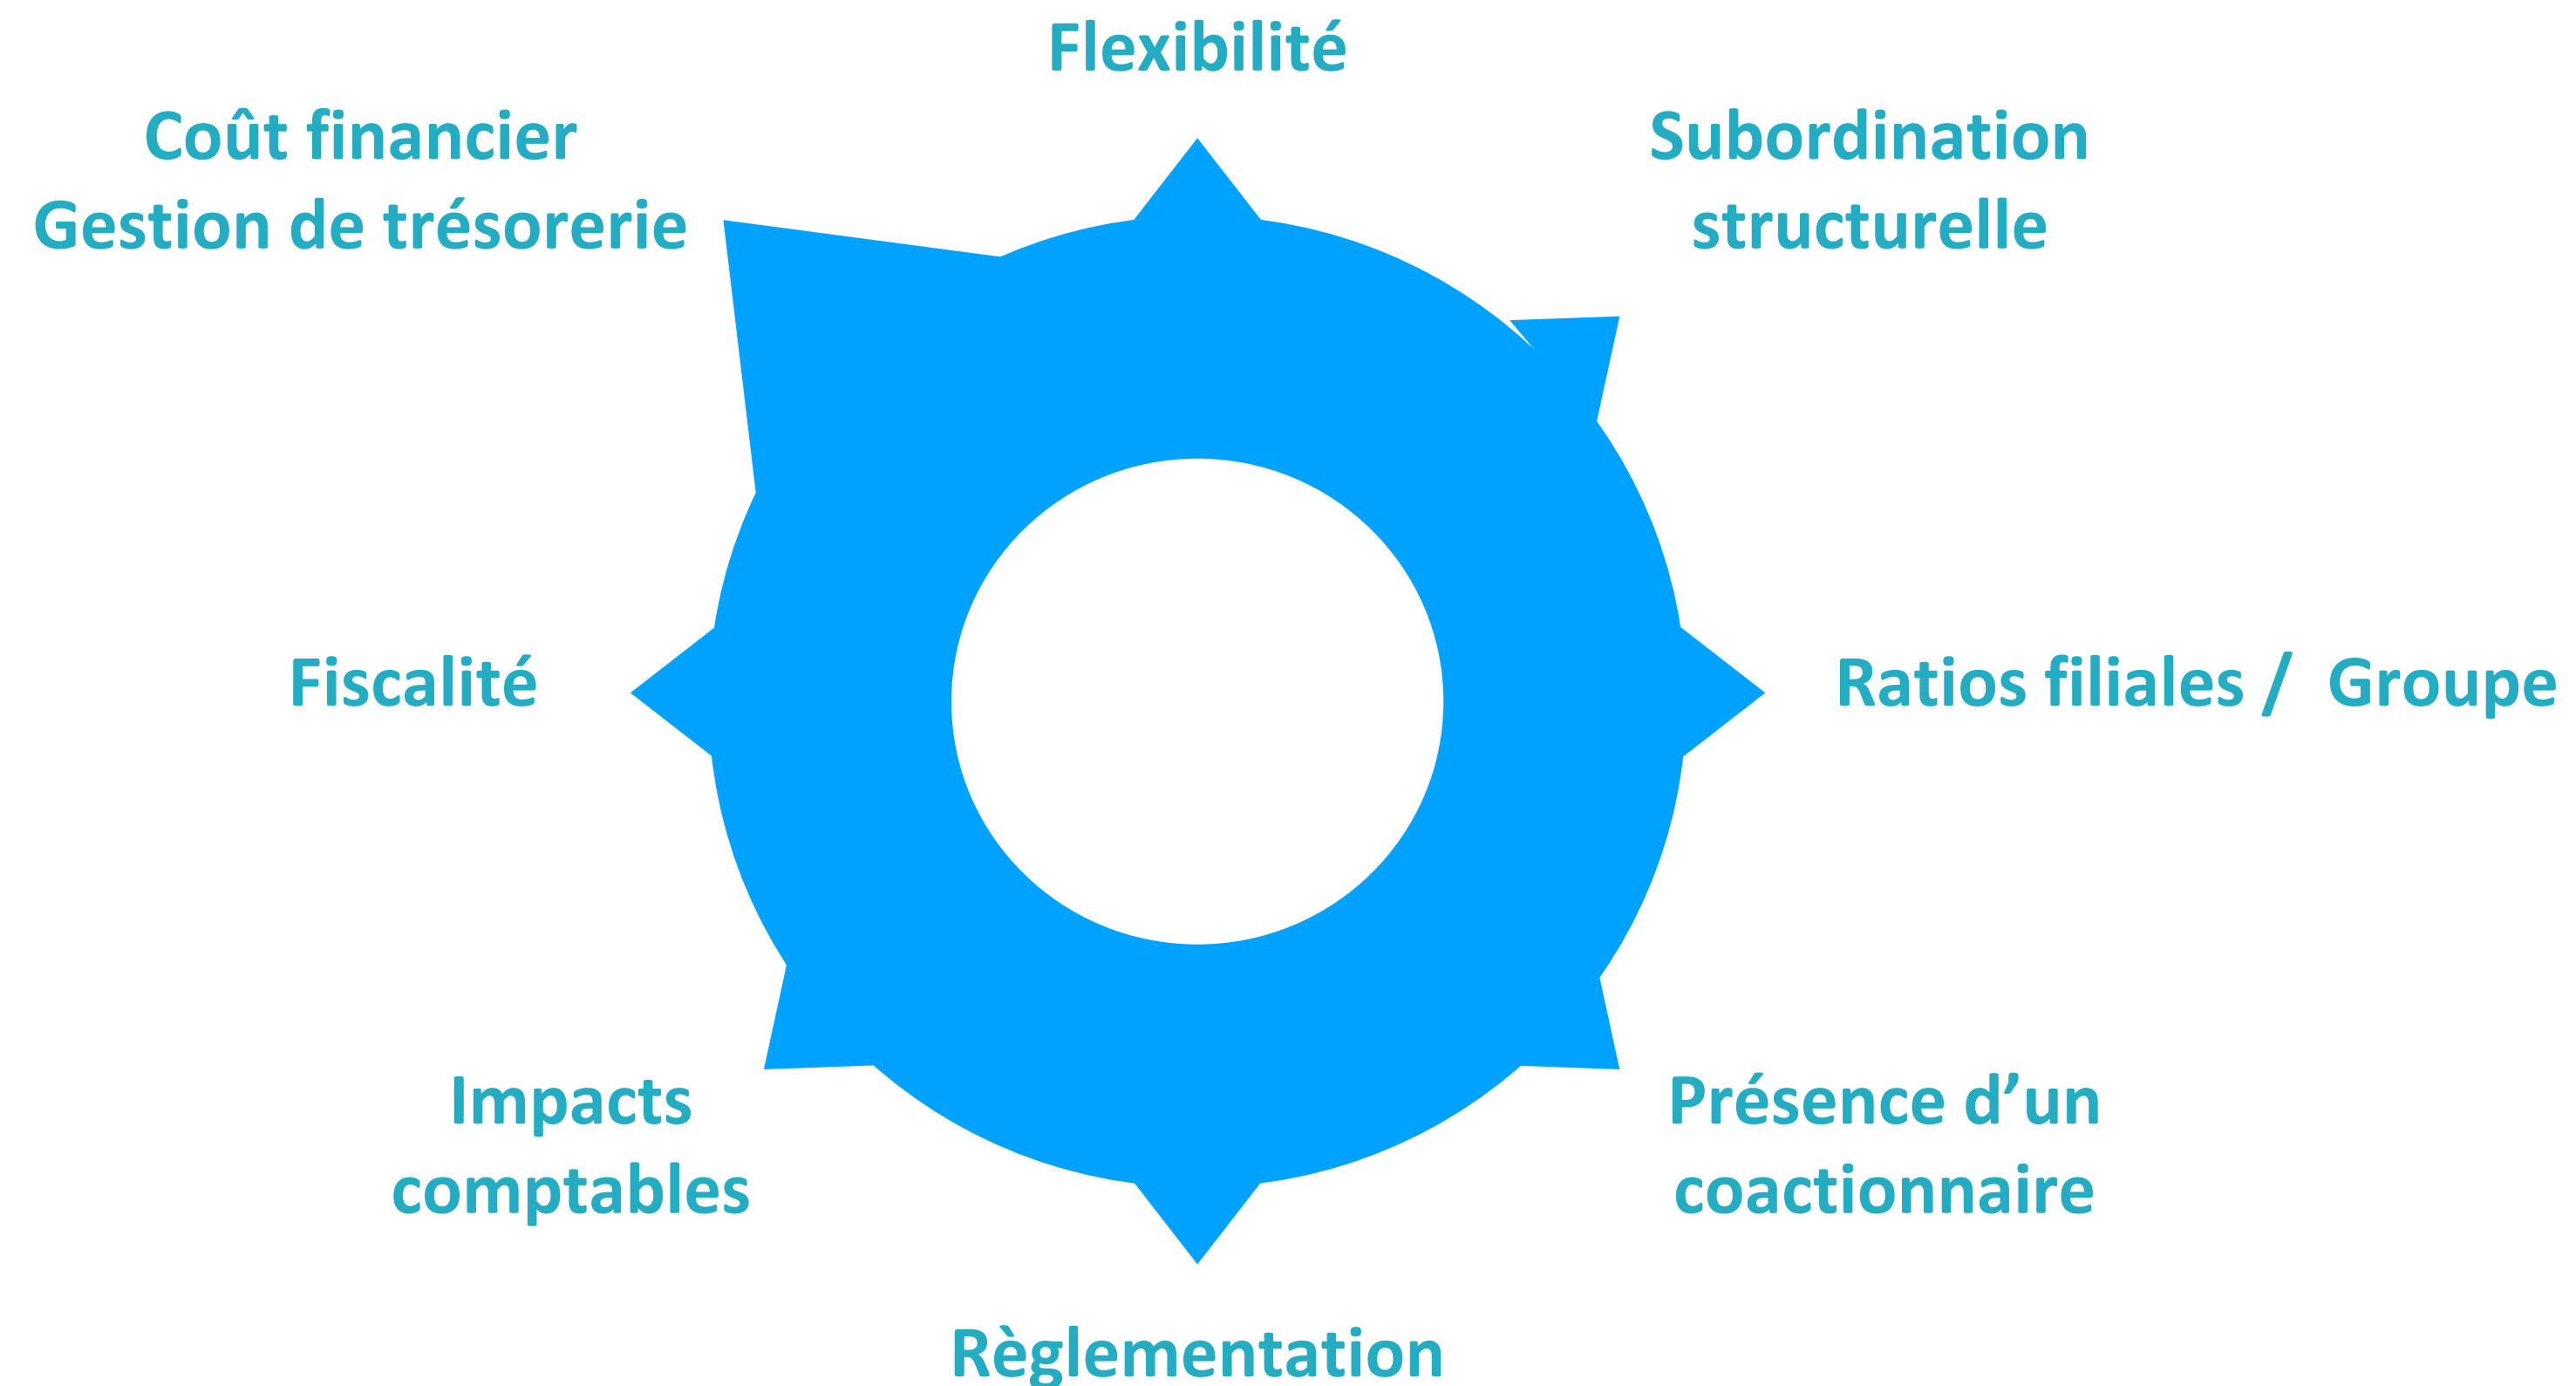 Flexibilité
Coût financier
Gestion de trésorerie
Subordination
structurelle
Fiscalité
Ratios filiales /  Groupe
Impacts
comptables
Présence d’un
coactionnaire
Règlementation